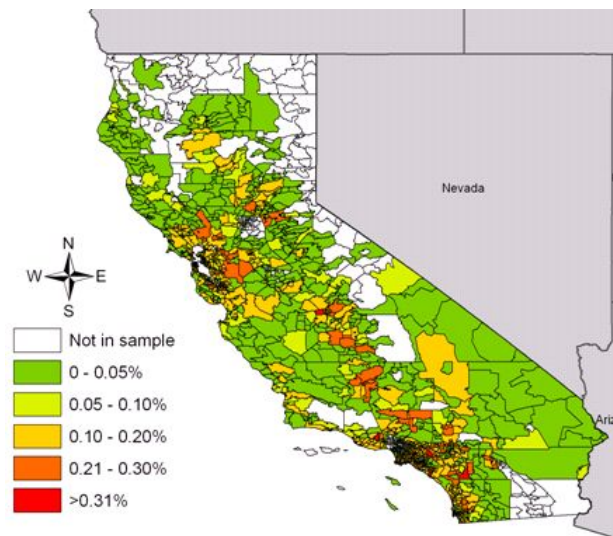 Nevada
Ariz
N
W E
S
Not in sample
0 - 0.05%
0.05 - 0.10%
0.10 - 0.20%
0.21 - 0.30%
>0.31%